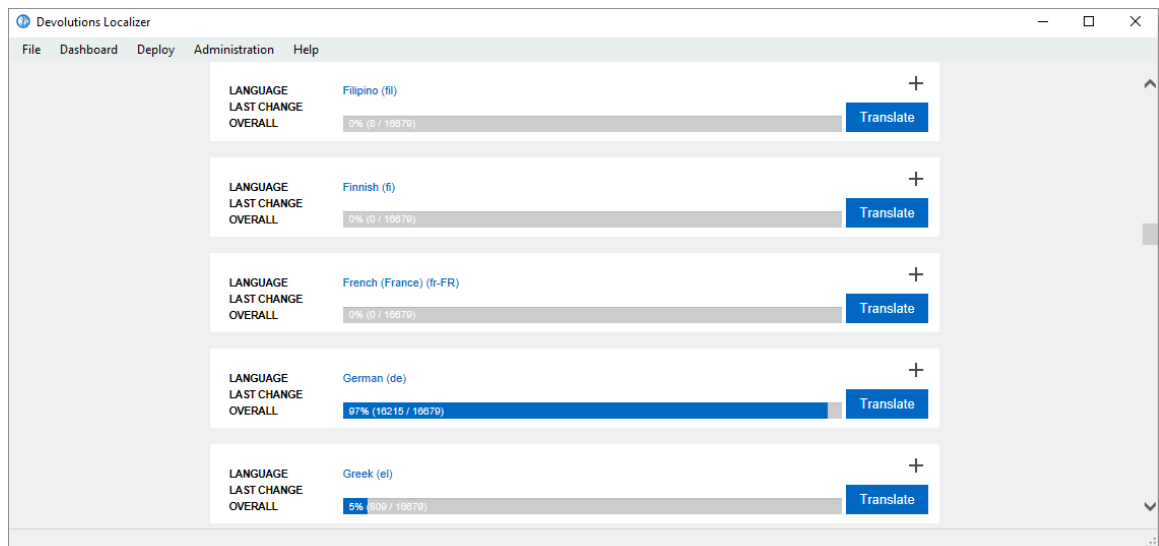 Devolutions Localizer
File Dashboard Deploy Administration Help
LANGUAGE Filipino (fil)
LAST CHANGE
OVERALL 0% (8 / 16679) Translate
LANGUAGE Finnish (fi)
LAST CHANGE
OVERALL 0% (0 / 16679) Translate
LANGUAGE French (France) (fr-FR)
LAST CHANGE
OVERALL 0% (0 / 16679) Translate
LANGUAGE German (de)
LAST CHANGE
OVERALL 97% (16215 / 16679) Translate
LANGUAGE Greek (el)
LAST CHANGE
OVERALL 5% (809 / 16679) Translate